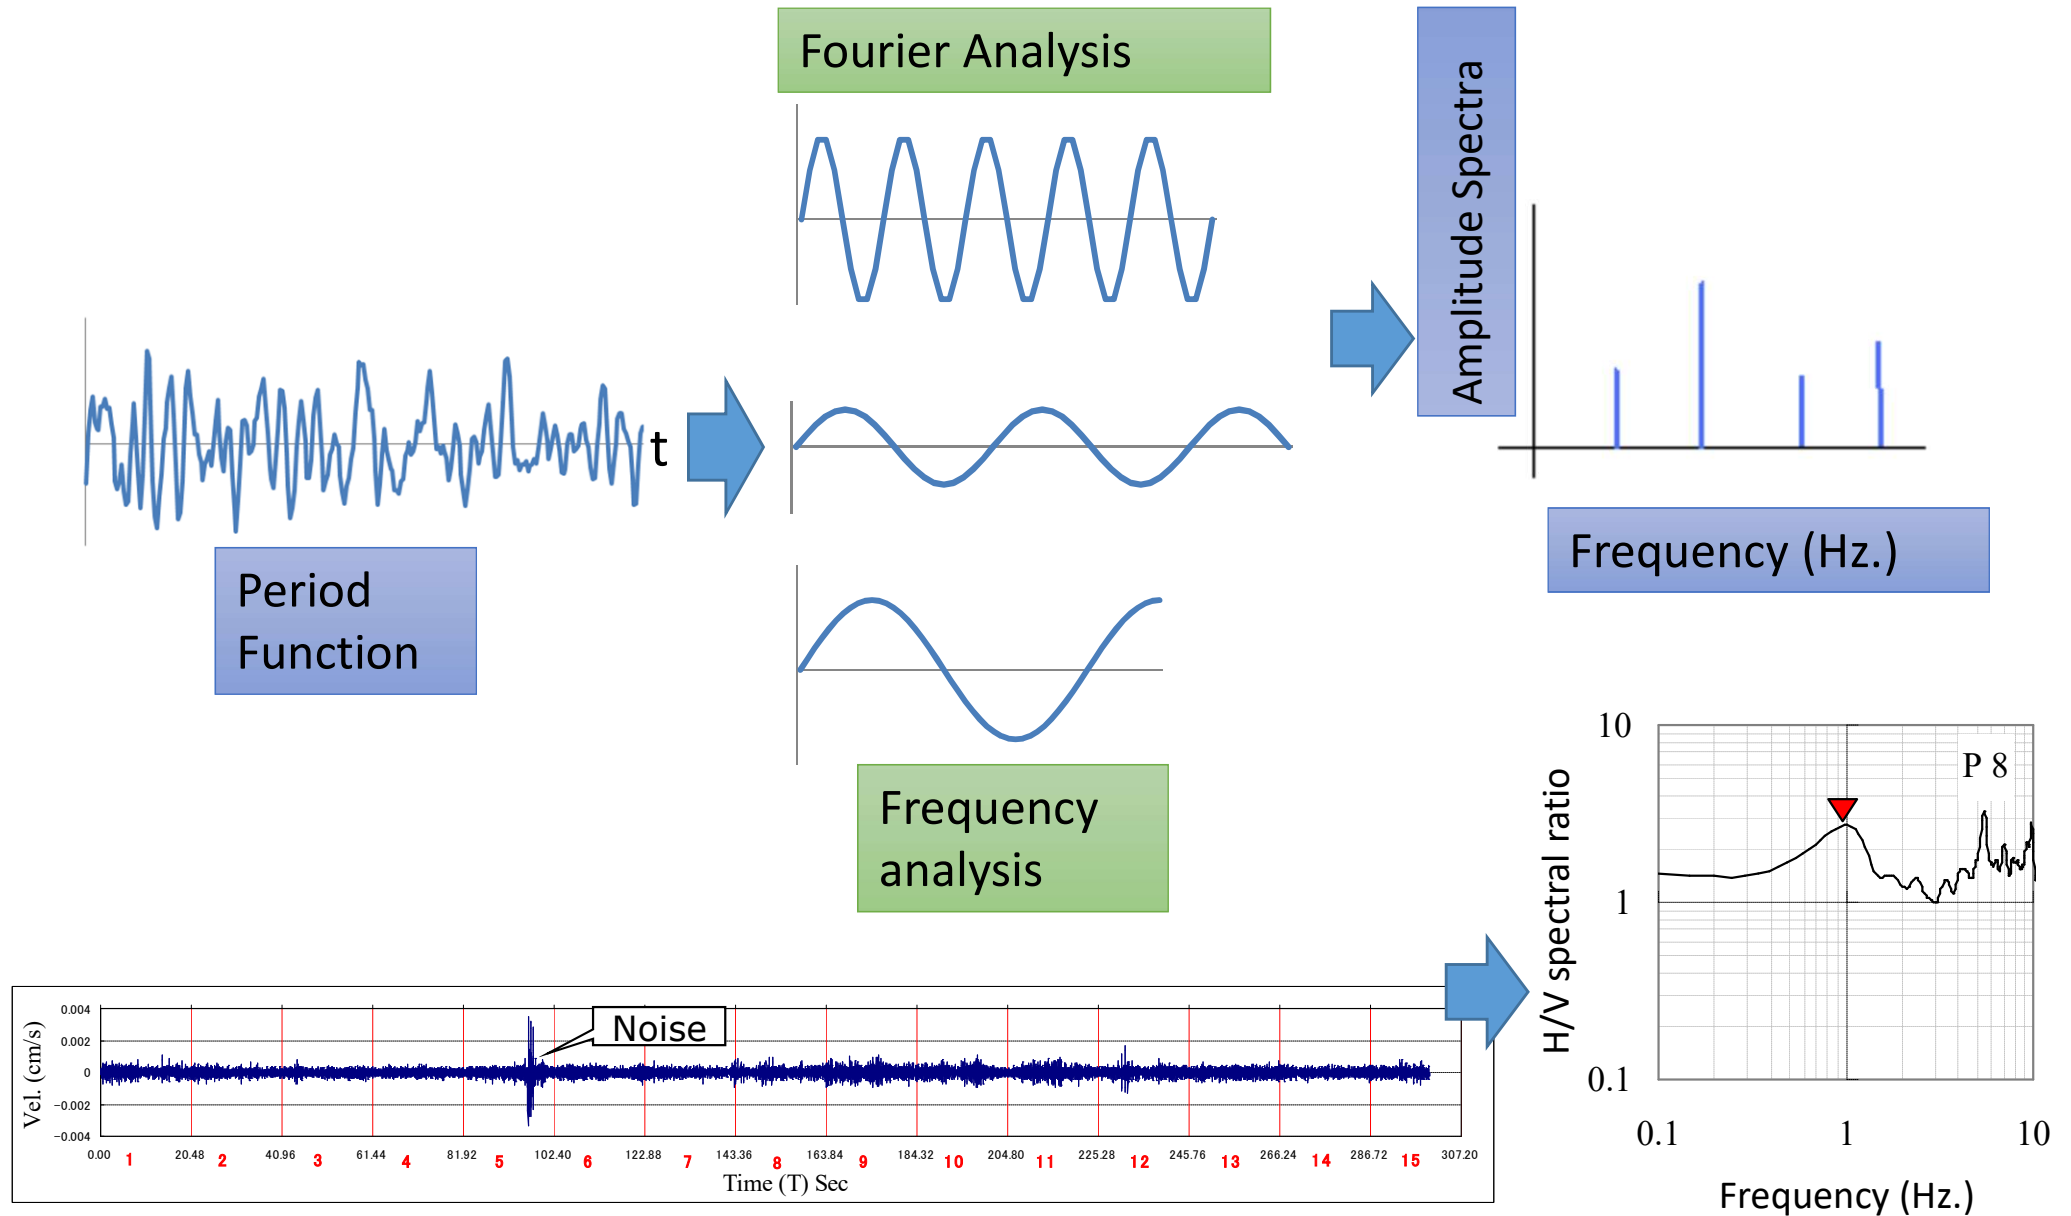 Fourier Analysis
Amplitude Spectra
t
Period
Function
Frequency (Hz.)
Frequency
analysis
10
P 8
H/V spectral ratio
1
0.1
0.1 1 10
Frequency (Hz.)
Vel. (cm/s)
0.004
Noise
0.002
0
−0.002
−0.004
0.00 20.48 40.96 61.44 81.92 102.40 122.88 143.36 163.84 184.32 204.80 225.28 245.76 266.24 286.72 307.20
1 2 3 4 5 6 7 8 9 10 11 12 13 14 15
Time (T) Sec